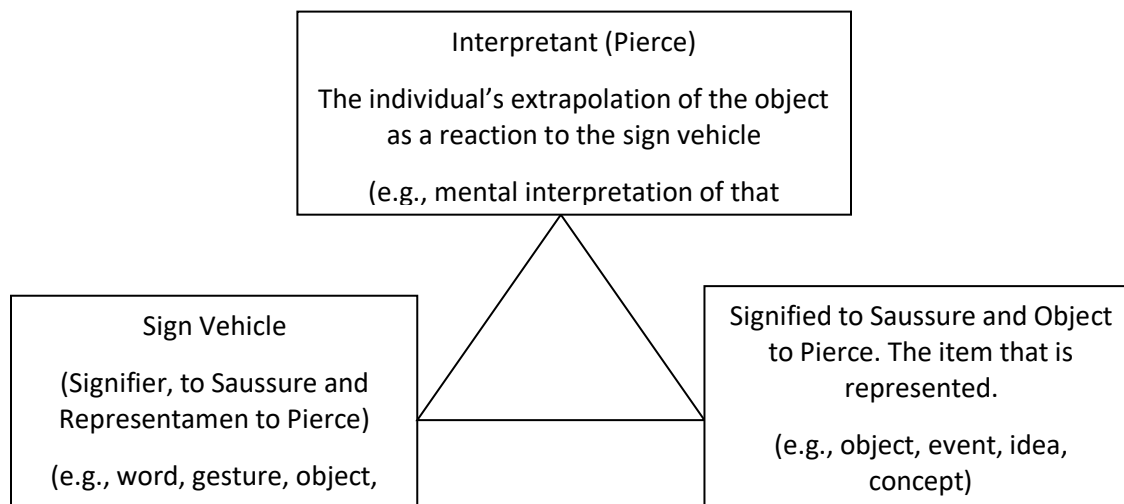 Interpretant (Pierce)
The individual’s extrapolation of the object
as a reaction to the sign vehicle
(e.g., mental interpretation of that
Sign Vehicle
(Signifier, to Saussure and
Representamen to Pierce)
(e.g., word, gesture, object,
Signified to Saussure and Object
to Pierce. The item that is
represented.
(e.g., object, event, idea,
concept)